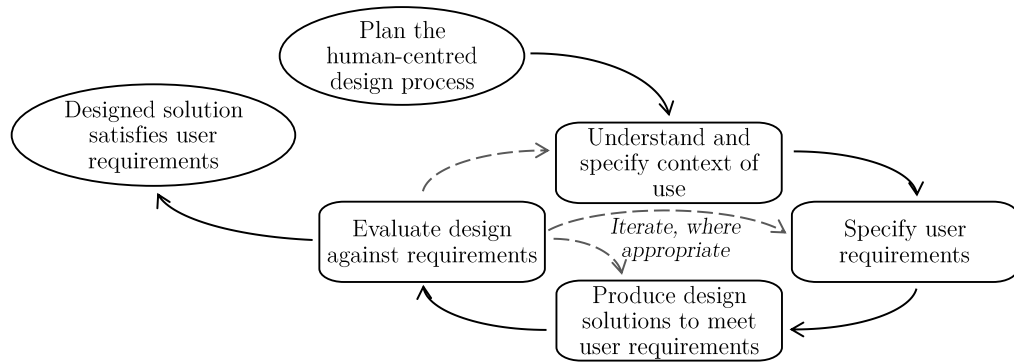 Plan the
human-centred
design process
Designed solution
satisfies user
requirements
Understand and
specify context of
use
Evaluate design
against requirements
Iterate, where
appropriate
Specify user
requirements
Produce design
solutions to meet
user requirements